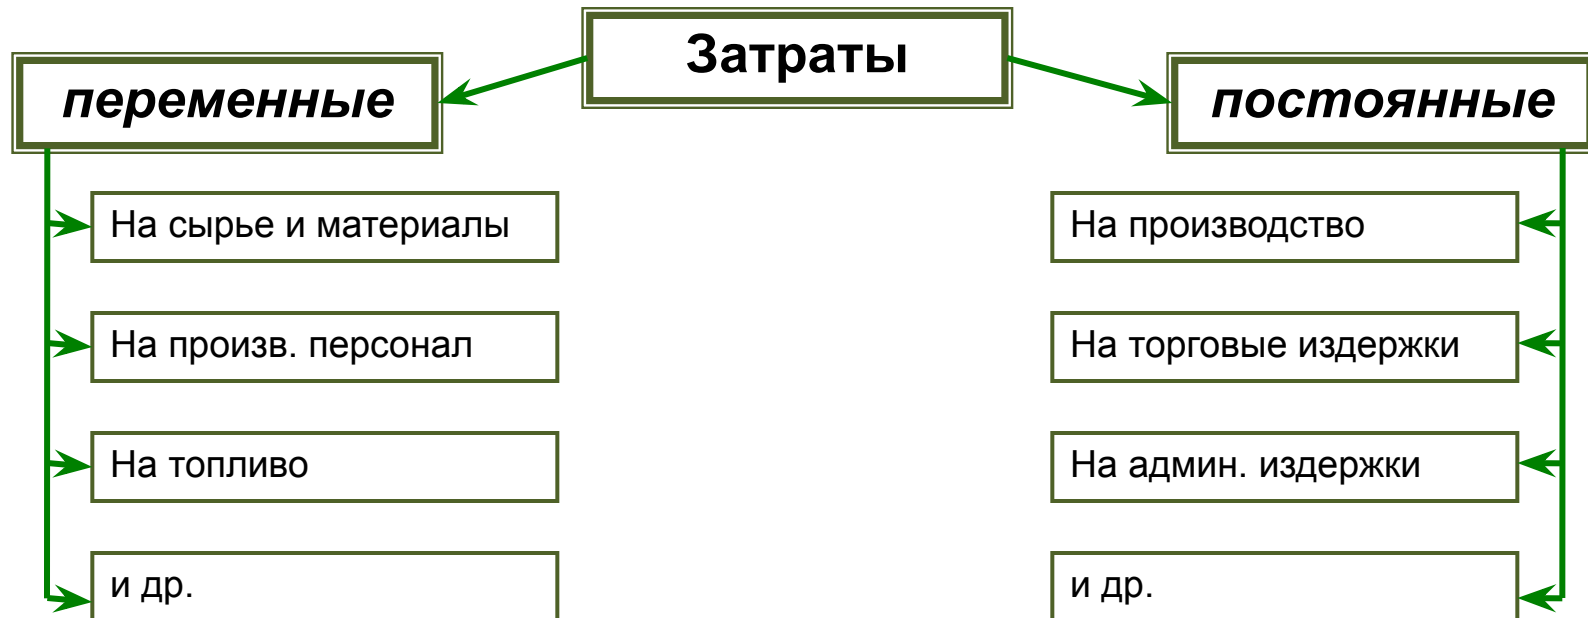 Затраты
переменные
постоянные
На сырье и материалы
На произв. персонал
На топливо
и др.
На производство
На торговые издержки
На админ. издержки
и др.